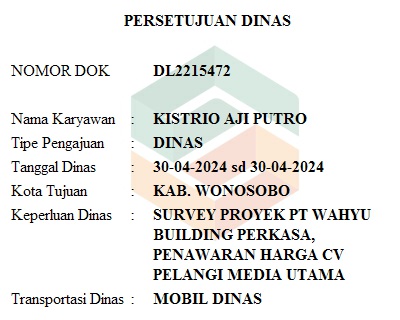 PERSETUJUAN DINAS
NOMOR DOK DL2215472
Nama Karyawan : KISTRIO AJI PUTRO
Tipe Pengajuan : DINAS
Tanggal Dinas : 30-04-2024 sd 30-04-2024
Kota Tujuan : KAB. WONOSOBO
Keperluan Dinas : SURVEY PROYEK PT WAHYU
BUILDING PERKASA,
PENAWARAN HARGA CV
PELANGI MEDIA UTAMA
Transportasi Dinas : MOBIL DINAS